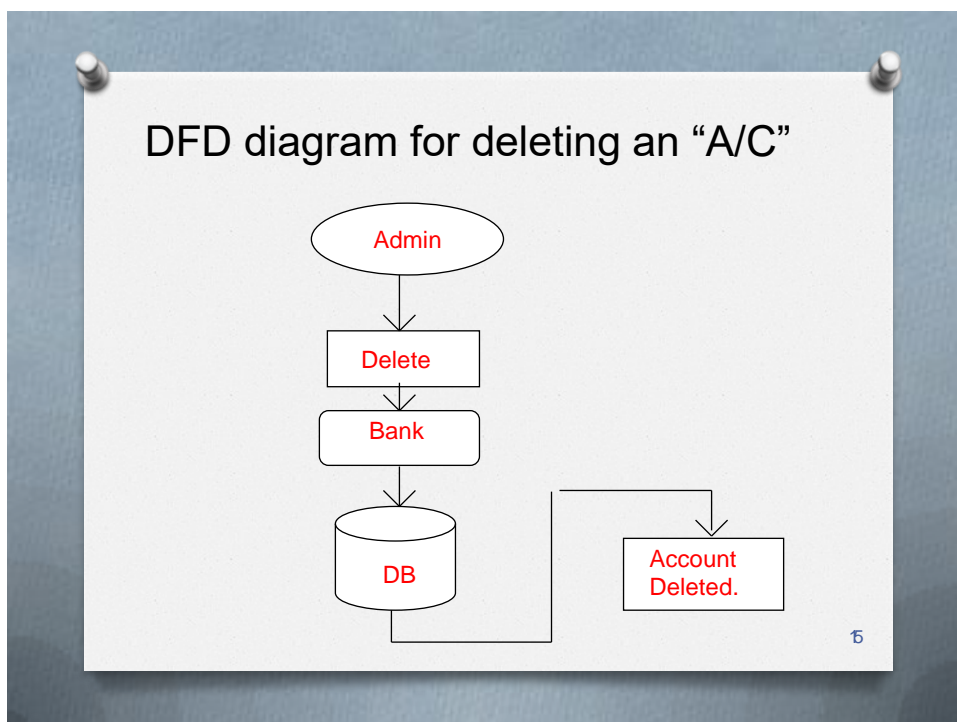 DFD diagram for deleting an “A/C”
Admin
Delete
Bank
DB
Account
Deleted.
15